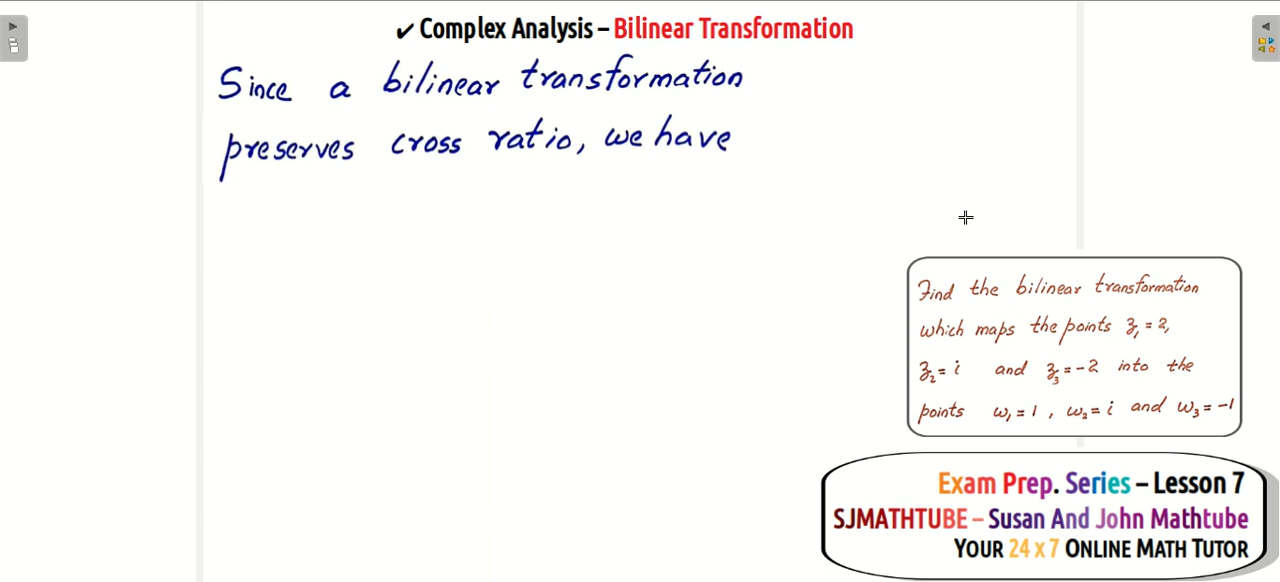 ✔ Complex Analysis – Bilinear Transformation
Since a bilinear transformation
preserves cross ratio, we have
Find the bilinear transformation
which maps the points z₁ = 2,
z₂ = i and z₃ = -2 into the
points w₁ = 1, w₂ = i and w₃ = -1
Exam Prep. Series – Lesson 7
SJMATHTUBE – Susan And John Mathtube
YOUR 24 x 7 ONLINE MATH TUTOR